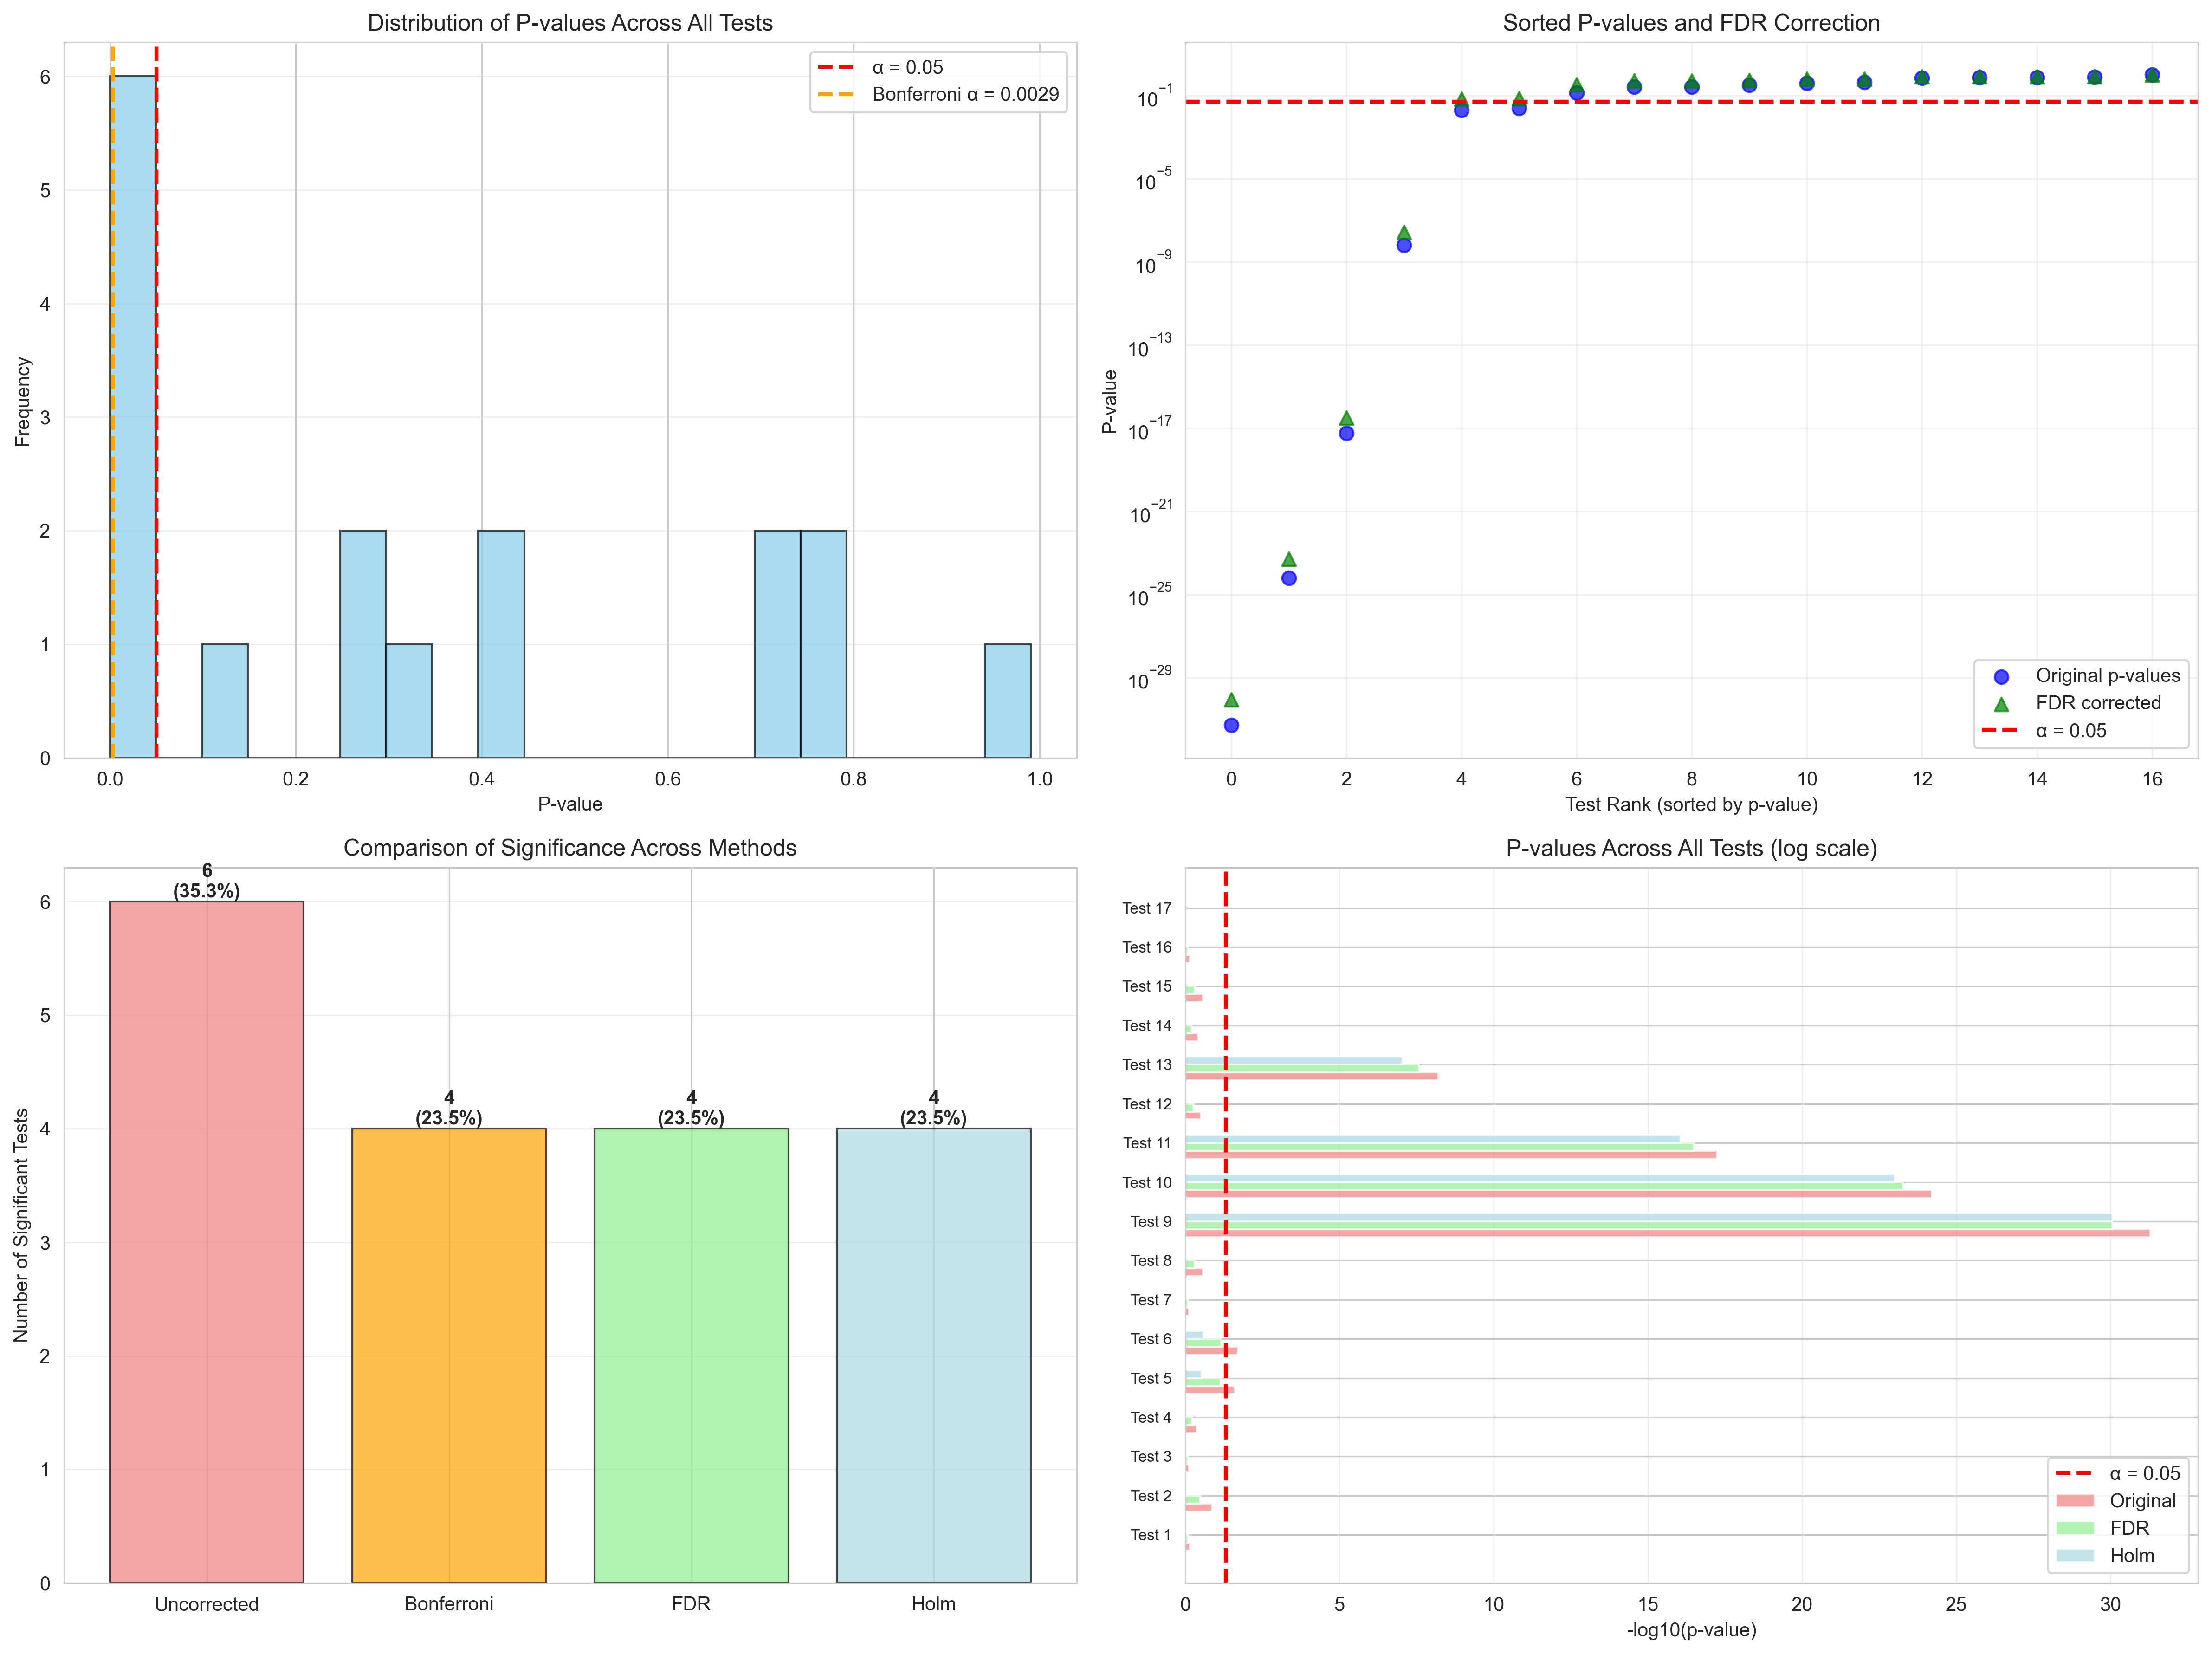 Distribution of P-values Across All Tests
α = 0.05
Bonferroni α = 0.0029
Frequency
6
5
4
3
2
1
0
0.0 0.2 0.4 0.6 0.8 1.0
P-value
Sorted P-values and FDR Correction
P-value
10⁻¹
10⁻⁵
10⁻⁹
10⁻¹³
10⁻¹⁷
10⁻²¹
10⁻²⁵
10⁻²⁹
Original p-values
FDR corrected
α = 0.05
0 2 4 6 8 10 12 14 16
Test Rank (sorted by p-value)
Comparison of Significance Across Methods
Number of Significant Tests
6
5
4
3
2
1
0
6
(35.3%)
4
(23.5%)
4
(23.5%)
4
(23.5%)
Uncorrected Bonferroni FDR Holm
P-values Across All Tests (log scale)
Test 17
Test 16
Test 15
Test 14
Test 13
Test 12
Test 11
Test 10
Test 9
Test 8
Test 7
Test 6
Test 5
Test 4
Test 3
Test 2
Test 1
α = 0.05
Original
FDR
Holm
0 5 10 15 20 25 30
-log10(p-value)